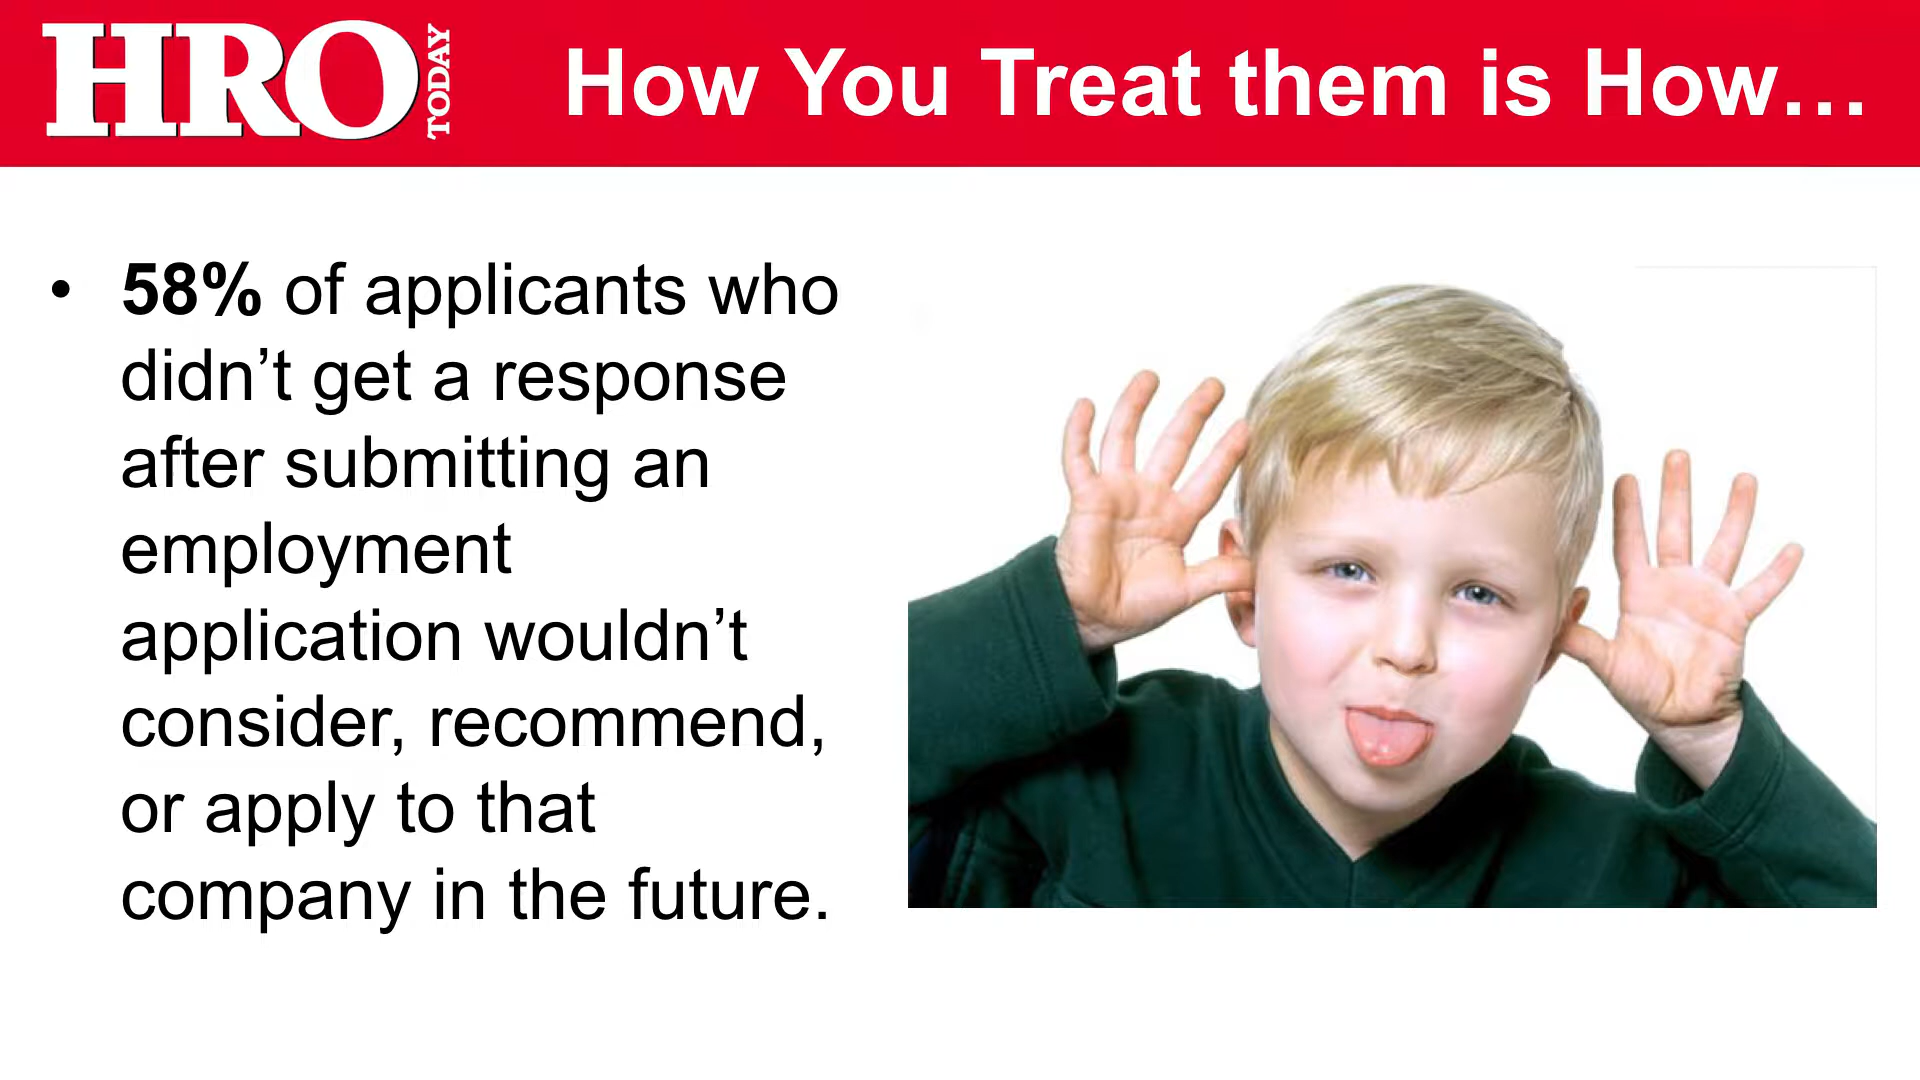 HRO TODAY
How You Treat them is How…
• 58% of applicants who
didn’t get a response
after submitting an
employment
application wouldn’t
consider, recommend,
or apply to that
company in the future.